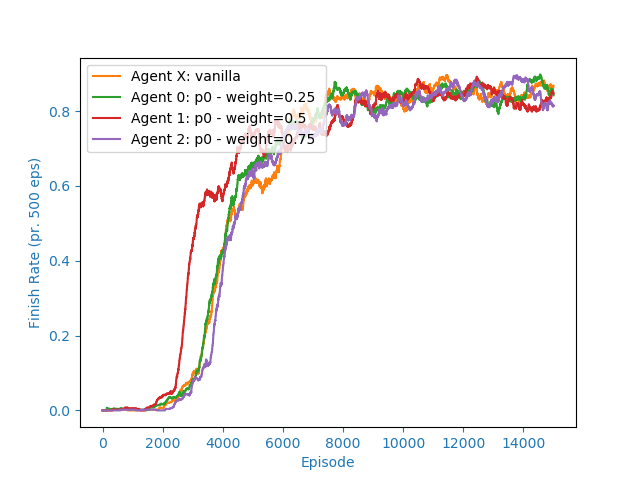 Agent X: vanilla
Agent 0: p0 - weight=0.25
Agent 1: p0 - weight=0.5
Agent 2: p0 - weight=0.75
Finish Rate (pr. 500 eps)
0.8
0.6
0.4
0.2
0.0
0 2000 4000 6000 8000 10000 12000 14000
Episode